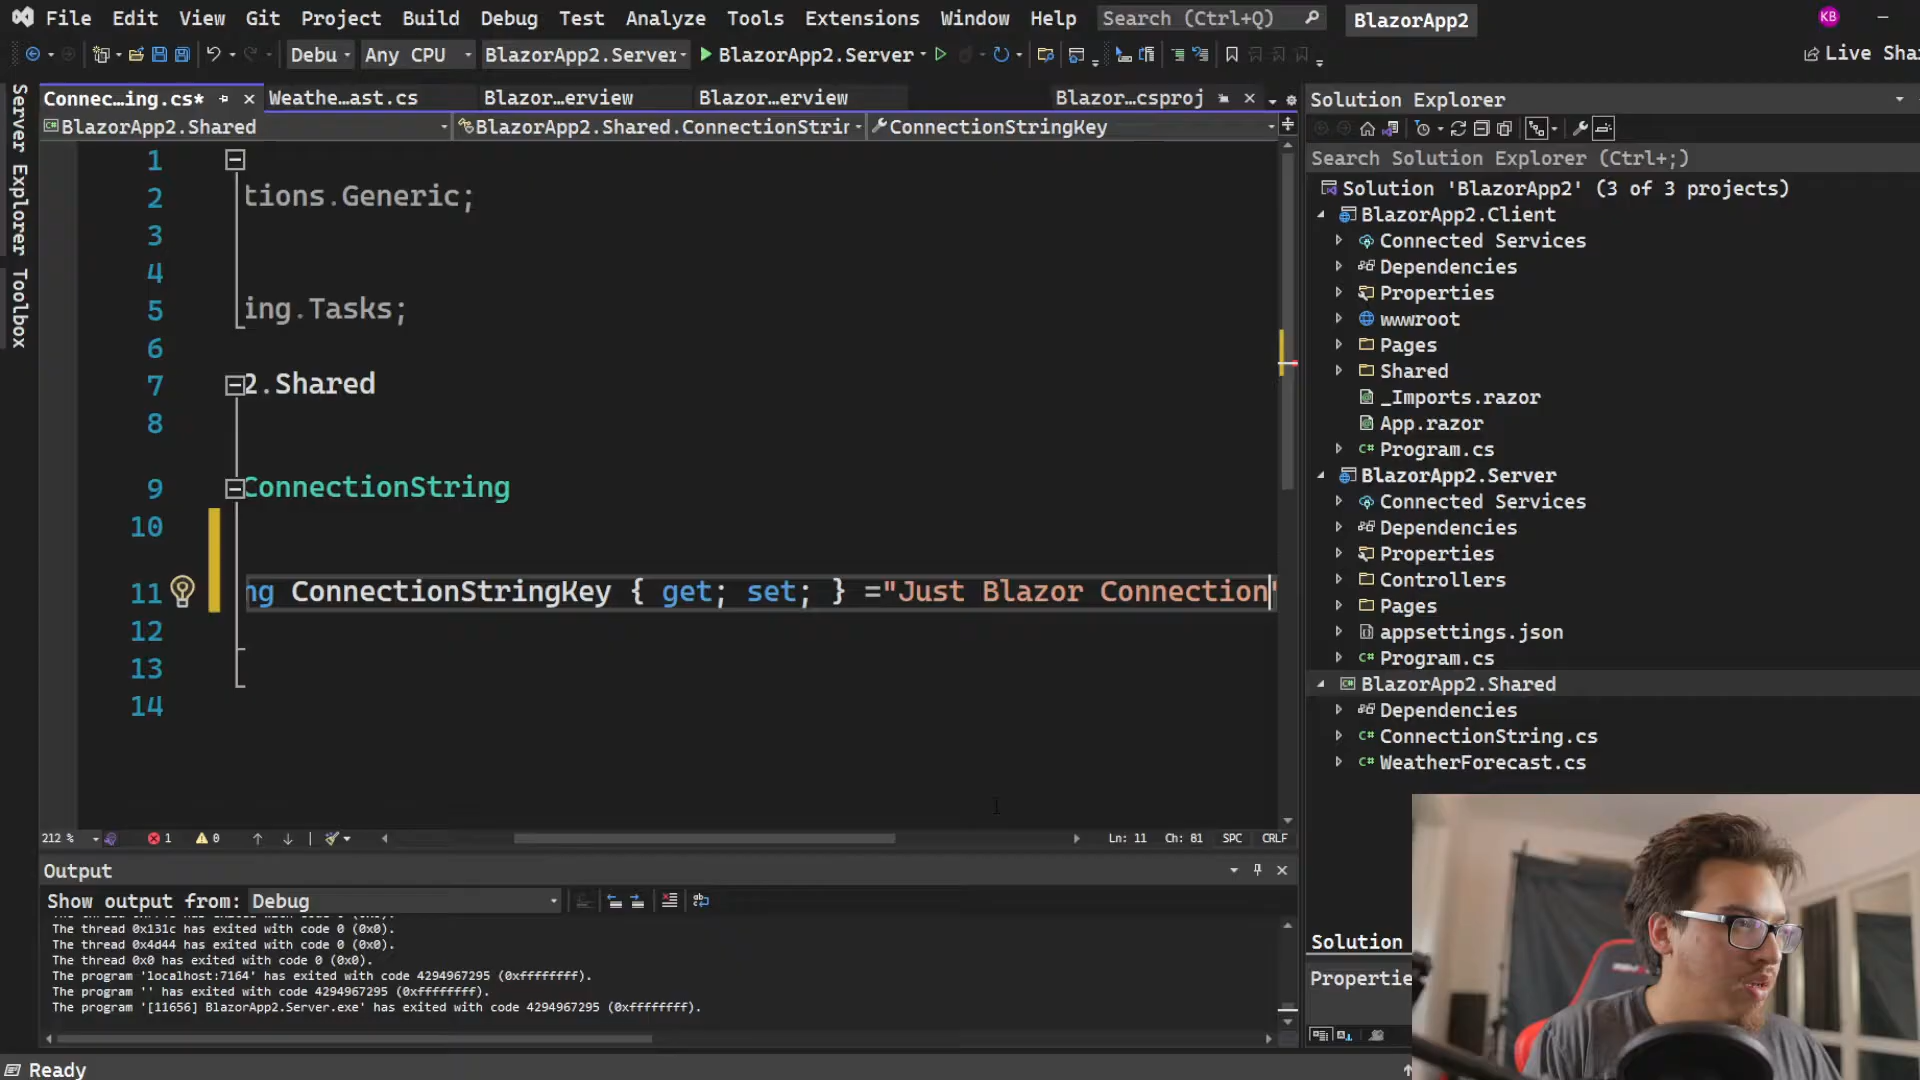 File Edit View Git Project Build Debug Test Analyze Tools Extensions Window Help Search (Ctrl+Q) BlazorApp2 KB
Debu Any CPU BlazorApp2.Server BlazorApp2.Server Live Sha
Server Explorer
Toolbox
Connec…ing.cs* Weathe…ast.cs Blazor…erview Blazor…erview Blazor…csproj
BlazorApp2.Shared BlazorApp2.Shared.ConnectionStrir ConnectionStringKey
1
2 tions.Generic;
3
4
5 ing.Tasks;
6
7 2.Shared
8
9 ConnectionString
10
11 ng ConnectionStringKey { get; set; } ="Just Blazor Connection"
12
13
14
212 % 1 0 Ln: 11 Ch: 81 SPC CRLF
Output
Show output from: Debug
The thread 0x131c has exited with code 0 (0x0).
The thread 0x4d44 has exited with code 0 (0x0).
The thread 0x0 has exited with code 0 (0x0).
The program 'localhost:7164' has exited with code 4294967295 (0xffffffff).
The program '' has exited with code 4294967295 (0xffffffff).
The program '[11656] BlazorApp2.Server.exe' has exited with code 4294967295 (0xffffffff).
Ready
Solution Explorer
Search Solution Explorer (Ctrl+;)
Solution 'BlazorApp2' (3 of 3 projects)
BlazorApp2.Client
Connected Services
Dependencies
Properties
wwwroot
Pages
Shared
_Imports.razor
App.razor
Program.cs
BlazorApp2.Server
Connected Services
Dependencies
Properties
Controllers
Pages
appsettings.json
Program.cs
BlazorApp2.Shared
Dependencies
ConnectionString.cs
WeatherForecast.cs
Solution
Propertie